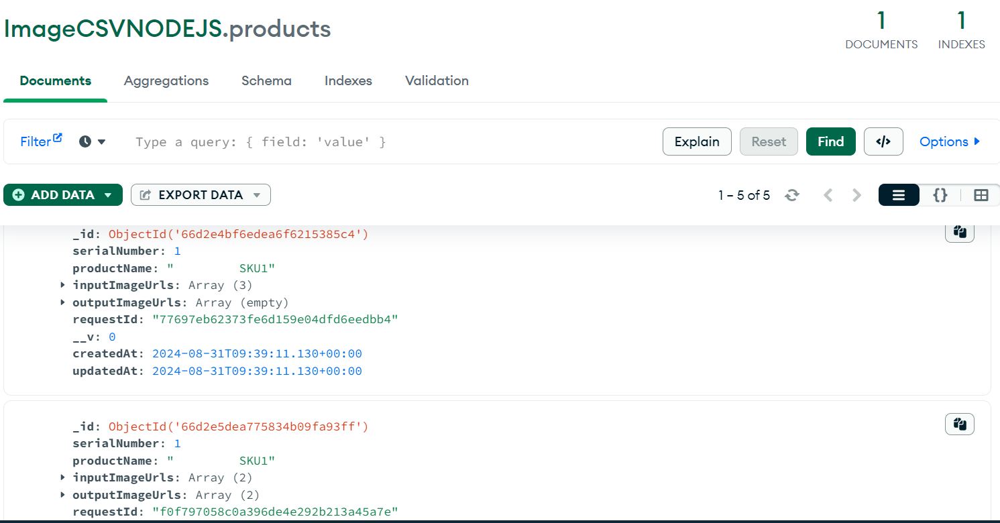 ImageCSVNODEJS.products
1 DOCUMENTS 1 INDEXES
Documents Aggregations Schema Indexes Validation
Filter Type a query: { field: 'value' } Explain Reset Find </> Options
ADD DATA EXPORT DATA 1 – 5 of 5 {}
_id: ObjectId('66d2e4bf6edea6f6215385c4')
serialNumber: 1
productName: "         SKU1"
inputImageUrls: Array (3)
outputImageUrls: Array (empty)
requestId: "77697eb62373fe6d159e04dfd6eedbb4"
__v: 0
createdAt: 2024-08-31T09:39:11.130+00:00
updatedAt: 2024-08-31T09:39:11.130+00:00
_id: ObjectId('66d2e5dea775834b09fa93ff')
serialNumber: 1
productName: "         SKU1"
inputImageUrls: Array (2)
outputImageUrls: Array (2)
requestId: "f0f797058c0a396de4e292b213a45a7e"